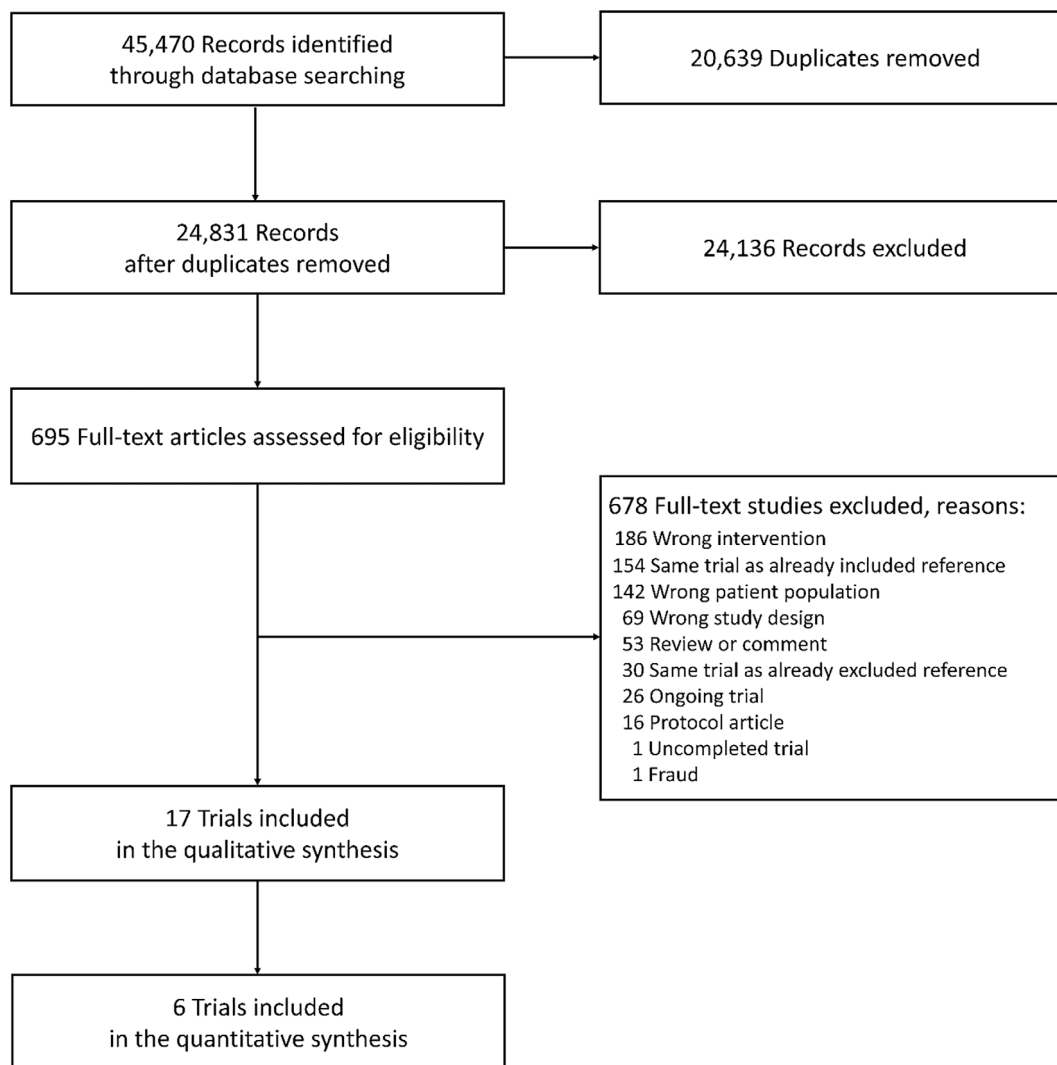 45,470 Records identified
through database searching
20,639 Duplicates removed
24,831 Records
after duplicates removed
24,136 Records excluded
695 Full-text articles assessed for eligibility
678 Full-text studies excluded, reasons:
186 Wrong intervention
154 Same trial as already included reference
142 Wrong patient population
69 Wrong study design
53 Review or comment
30 Same trial as already excluded reference
26 Ongoing trial
16 Protocol article
1 Uncompleted trial
1 Fraud
17 Trials included
in the qualitative synthesis
6 Trials included
in the quantitative synthesis